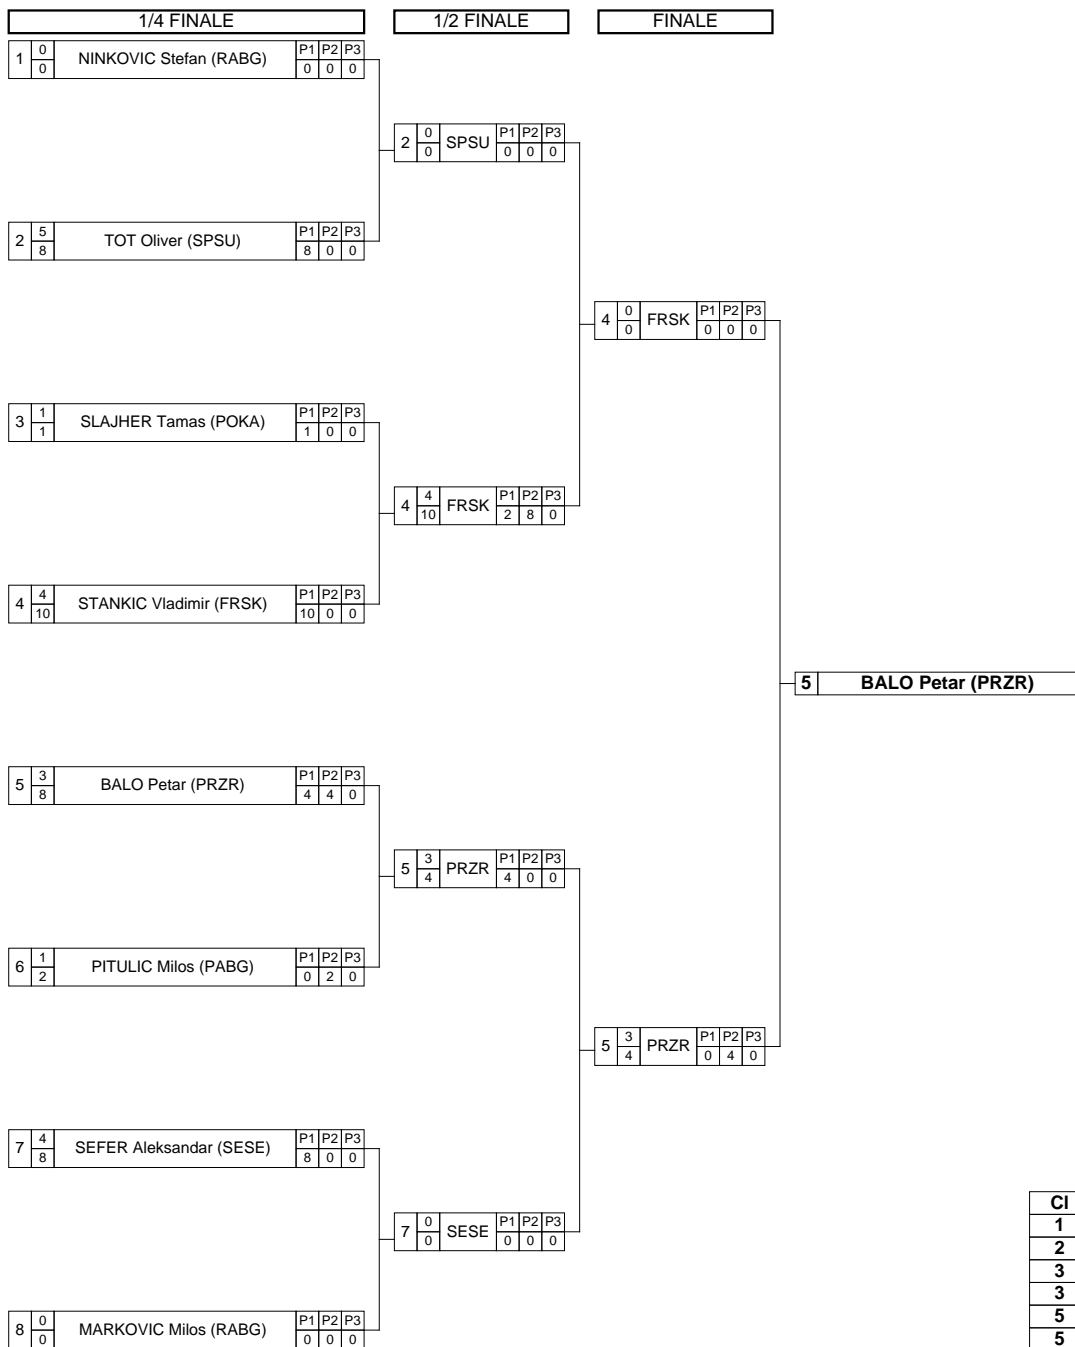 1/4 FINALE 1/2 FINALE FINALE
1 0 0 NINKOVIC Stefan (RABG) P1 P2 P3 0 0 0
2 0 0 SPSU P1 P2 P3 0 0 0
2 5 8 TOT Oliver (SPSU) P1 P2 P3 8 0 0
4 0 0 FRSK P1 P2 P3 0 0 0
3 1 1 SLAJHER Tamas (POKA) P1 P2 P3 1 0 0
4 4 10 FRSK P1 P2 P3 2 8 0
4 4 10 STANKIC Vladimir (FRSK) P1 P2 P3 10 0 0
5 BALO Petar (PRZR)
5 3 8 BALO Petar (PRZR) P1 P2 P3 4 4 0
5 3 4 PRZR P1 P2 P3 4 0 0
6 1 2 PITULIC Milos (PABG) P1 P2 P3 0 2 0
5 3 4 PRZR P1 P2 P3 0 4 0
7 4 8 SEFER Aleksandar (SESE) P1 P2 P3 8 0 0
7 0 0 SESE P1 P2 P3 0 0 0
8 0 0 MARKOVIC Milos (RABG) P1 P2 P3 0 0 0
Cl
1
2
3
3
5
5